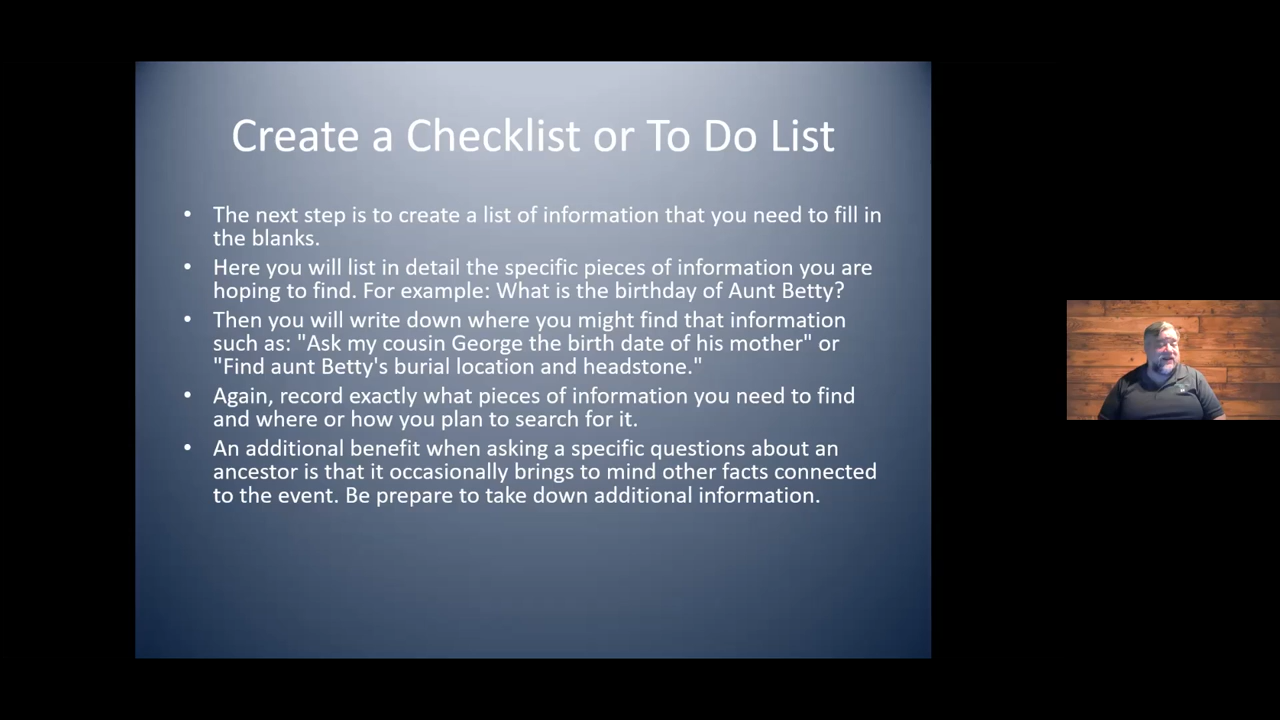 Create a Checklist or To Do List
• The next step is to create a list of information that you need to fill in
the blanks.
• Here you will list in detail the specific pieces of information you are
hoping to find. For example: What is the birthday of Aunt Betty?
• Then you will write down where you might find that information
such as: "Ask my cousin George the birth date of his mother" or
"Find aunt Betty's burial location and headstone."
• Again, record exactly what pieces of information you need to find
and where or how you plan to search for it.
• An additional benefit when asking a specific questions about an
ancestor is that it occasionally brings to mind other facts connected
to the event. Be prepare to take down additional information.